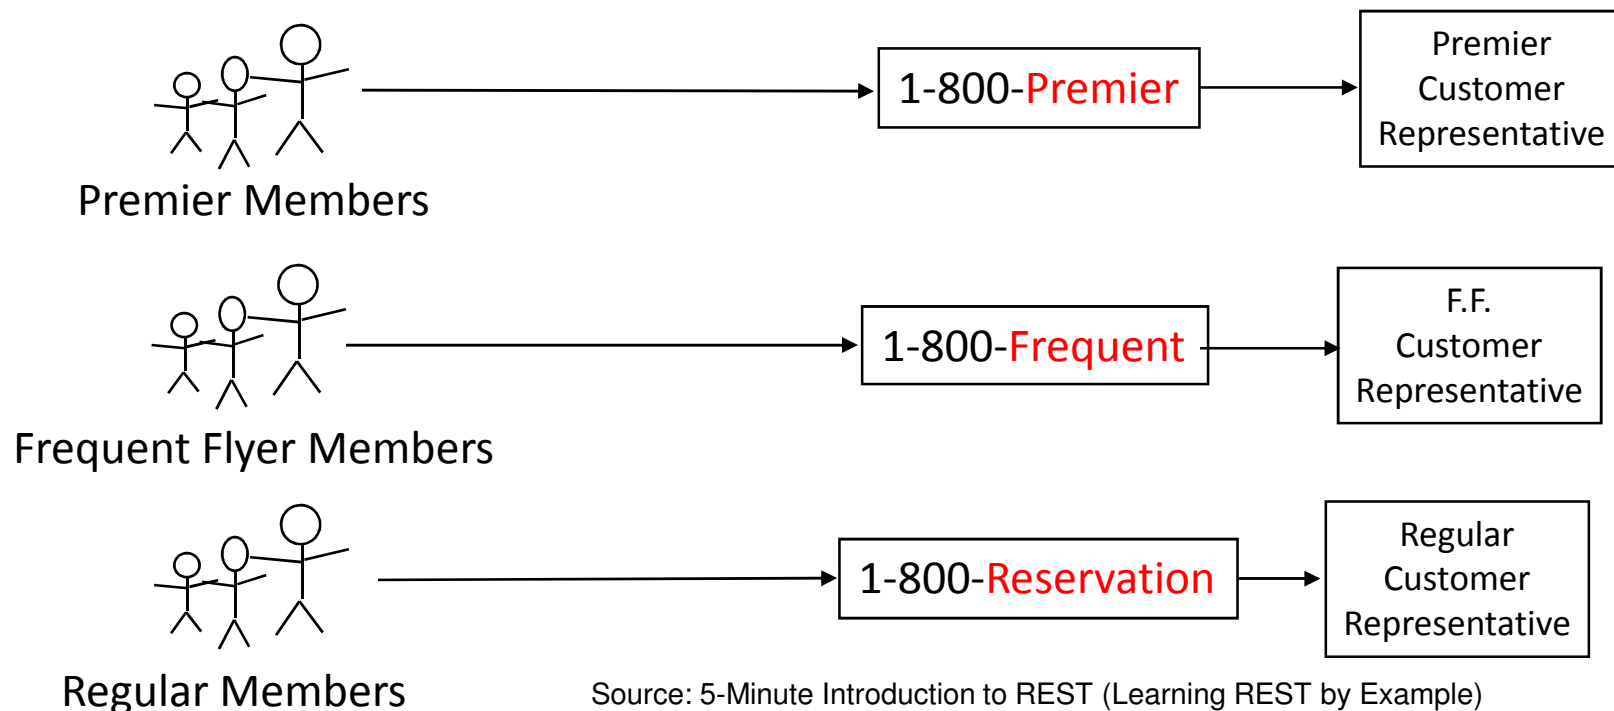 Premier Members
1-800-Premier
Premier
Customer
Representative
Frequent Flyer Members
1-800-Frequent
F.F.
Customer
Representative
Regular Members
1-800-Reservation
Regular
Customer
Representative
Source: 5-Minute Introduction to REST (Learning REST by Example)